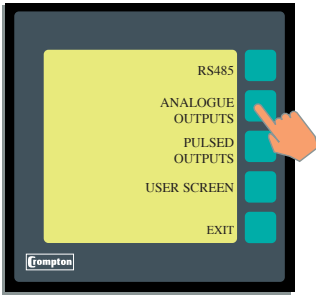 RS485
ANALOGUE
OUTPUTS
PULSED
OUTPUTS
USER SCREEN
EXIT
Crompton